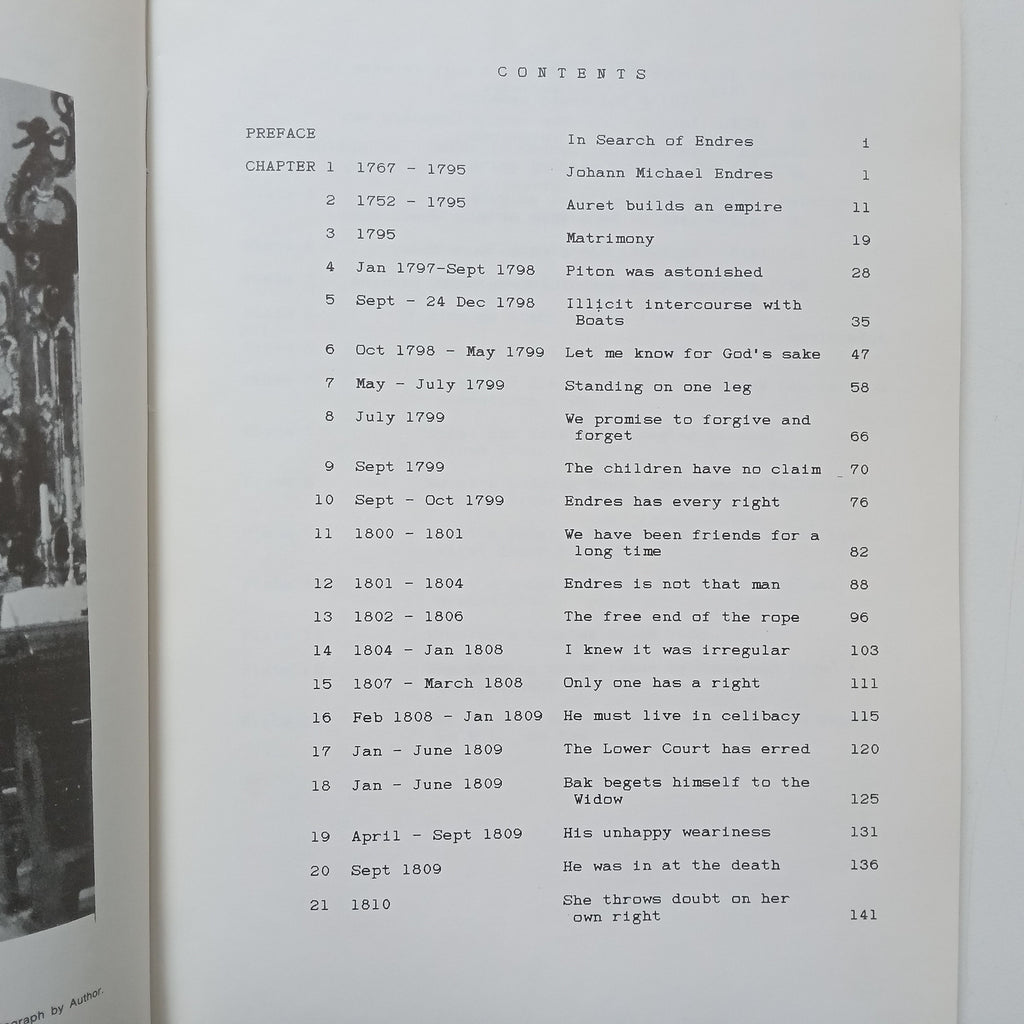 C O N T E N T S
PREFACE In Search of Endres i
CHAPTER 1 1767 - 1795 Johann Michael Endres 1
2 1752 - 1795 Auret builds an empire 11
3 1795 Matrimony 19
4 Jan 1797-Sept 1798 Piton was astonished 28
5 Sept - 24 Dec 1798 Illicit intercourse with
Boats 35
6 Oct 1798 - May 1799 Let me know for God's sake 47
7 May - July 1799 Standing on one leg 58
8 July 1799 We promise to forgive and
forget 66
9 Sept 1799 The children have no claim 70
10 Sept - Oct 1799 Endres has every right 76
11 1800 - 1801 We have been friends for a
long time 82
12 1801 - 1804 Endres is not that man 88
13 1802 - 1806 The free end of the rope 96
14 1804 - Jan 1808 I knew it was irregular 103
15 1807 - March 1808 Only one has a right 111
16 Feb 1808 - Jan 1809 He must live in celibacy 115
17 Jan - June 1809 The Lower Court has erred 120
18 Jan - June 1809 Bak begets himself to the
Widow 125
19 April - Sept 1809 His unhappy weariness 131
20 Sept 1809 He was in at the death 136
21 1810 She throws doubt on her
own right 141
by Author.